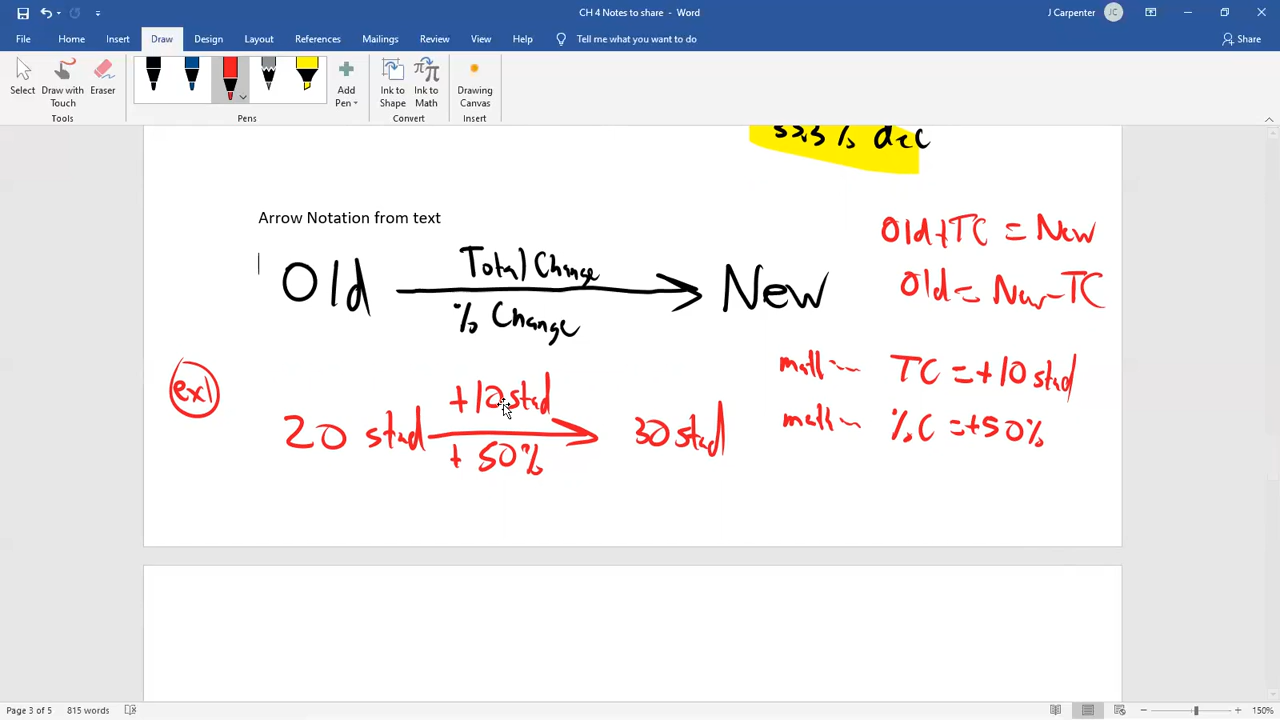 CH 4 Notes to share - Word
J Carpenter JC
File Home Insert Draw Design Layout References Mailings Review View Help Tell me what you want to do Share
Select Draw with Touch Eraser Add Pen Ink to Shape Ink to Math Drawing Canvas
Tools Pens Convert Insert
33.3% dec
Arrow Notation from text
Old+TC = New
Total Change
Old New
Old = New-TC
% Change
math TC = +10 stud
ex1
+10 stud
20 stud 30 stud
math %C = +50%
+ 50%
Page 3 of 5 815 words 150%